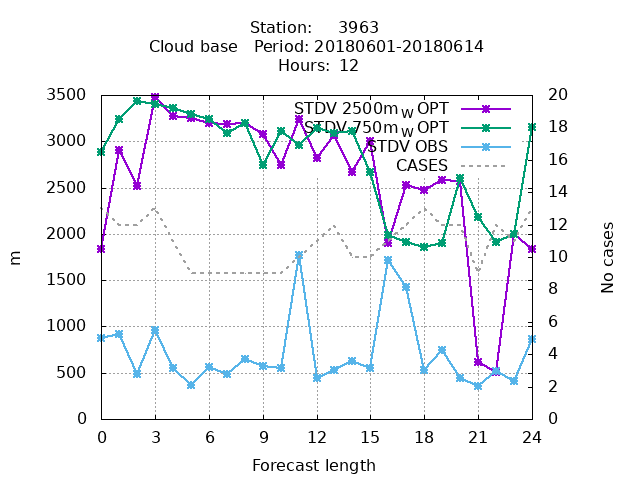 Station: 3963
Cloud base Period: 20180601-20180614
Hours: 12
3500 20
STDV 2500m_W OPT
3000 18
STDV 750m_W OPT
STDV OBS
16
CASES
2500 14
2000 12
m
No cases
1500 10
8
1000 6
4
500 2
0 0
0 3 6 9 12 15 18 21 24
Forecast length